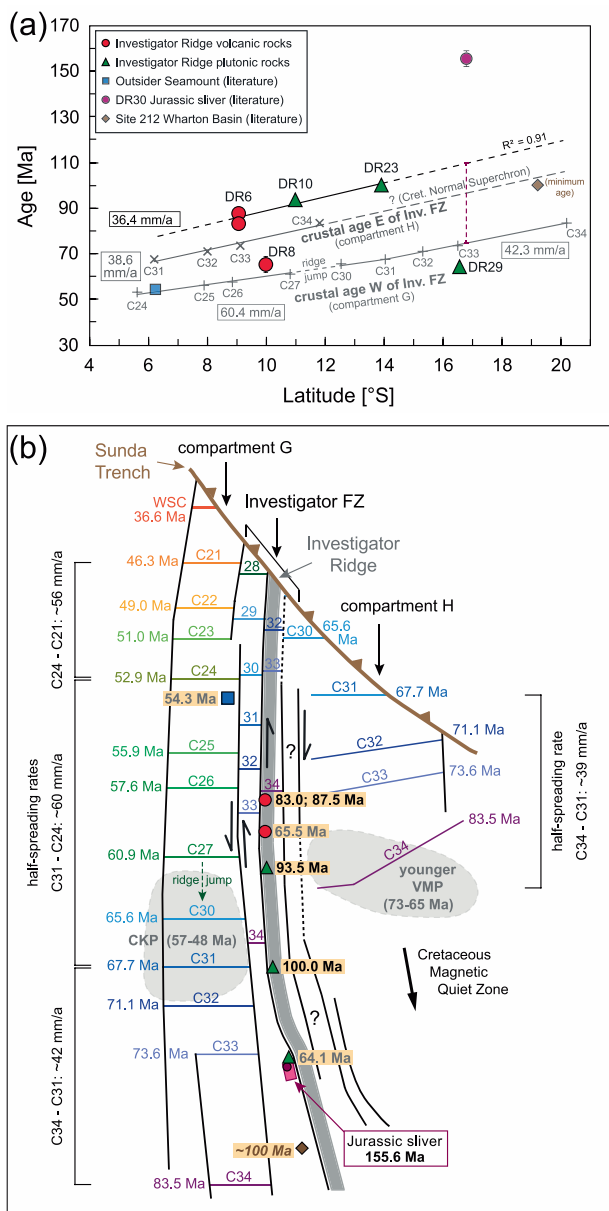 (a)
Investigator Ridge volcanic rocks
Investigator Ridge plutonic rocks
Outsider Seamount (literature)
DR30 Jurassic sliver (literature)
Site 212 Wharton Basin (literature)
Age [Ma]
170
150
130
110
90
70
50
30
R² = 0.91
DR23
DR10
DR6
? (Cret. Normal Superchron)
(minimum age)
36.4 mm/a
C34
crustal age E of Inv. FZ
(compartment H)
C33
C32
C31
DR8
38.6
mm/a
ridge
jump
C24
C25
C26
C27
C30
C31
C32
C33
C34
42.3 mm/a
DR29
crustal age W of Inv. FZ
(compartment G)
60.4 mm/a
4
6
8
10
12
14
16
18
20
22
Latitude [°S]
(b)
Sunda
Trench
compartment G
WSC
36.6 Ma
Investigator FZ
Investigator
Ridge
46.3 Ma
C21
28
compartment H
49.0 Ma
C22
29
51.0 Ma
C23
32
C30
65.6
Ma
52.9 Ma
C24
30
33
54.3 Ma
C31
67.7 Ma
31
71.1 Ma
55.9 Ma
C25
?
C32
32
C33
73.6 Ma
57.6 Ma
C26
34
83.0; 87.5 Ma
33
83.5 Ma
65.5 Ma
C34
60.9 Ma
C27
93.5 Ma
younger
VMP
(73-65 Ma)
ridge
jump
65.6 Ma
C30
CKP (57-48 Ma)
34
67.7 Ma
C31
100.0 Ma
Cretaceous
Magnetic
Quiet Zone
71.1 Ma
C32
?
73.6 Ma
C33
64.1 Ma
Jurassic sliver
155.6 Ma
~100 Ma
83.5 Ma
C34
half-spreading rates
C24 - C21: ~56 mm/a
C31 - C24: ~60 mm/a
C34 - C31: ~42 mm/a
half-spreading rate
C34 - C31: ~39 mm/a